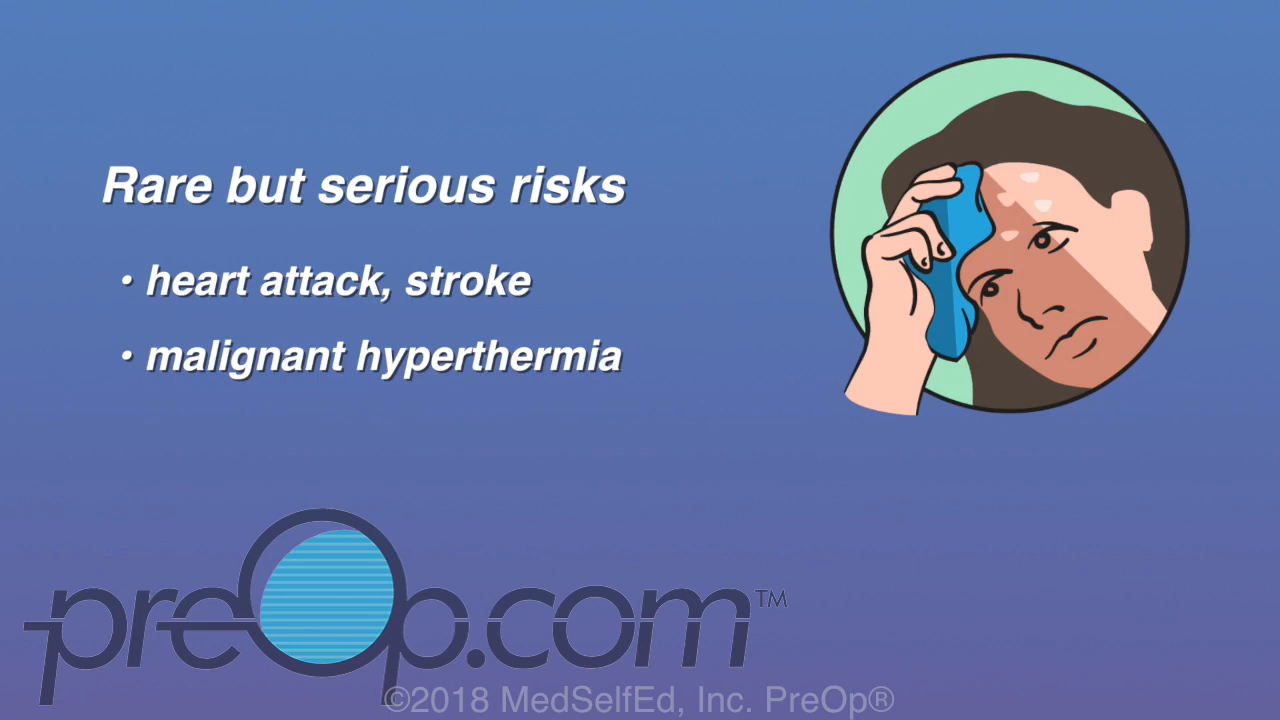 Rare but serious risks
• heart attack, stroke
• malignant hyperthermia
preOp.com™
©2018 MedSelfEd, Inc. PreOp®